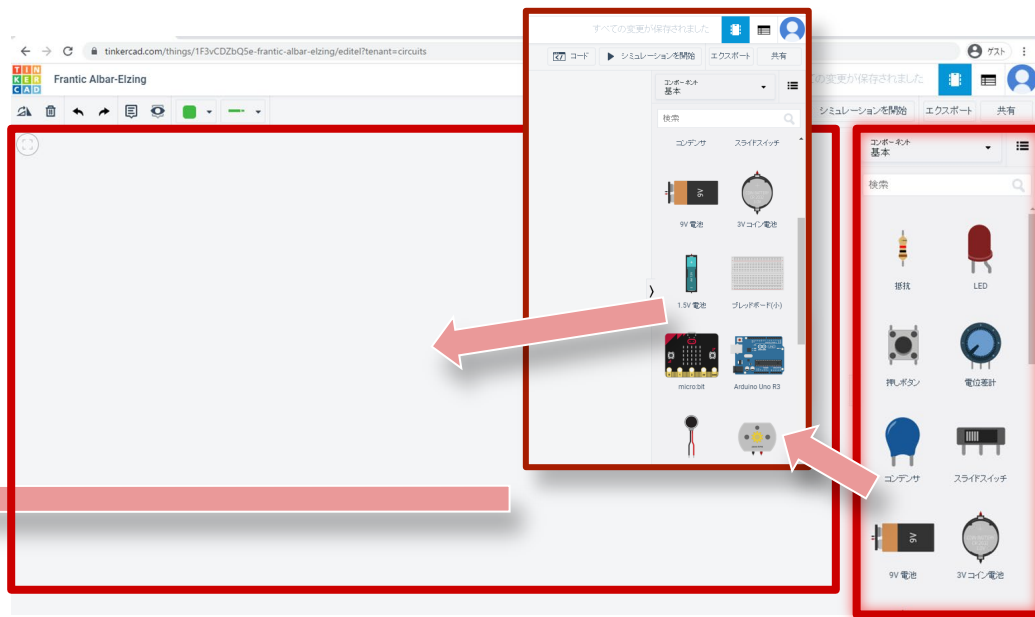 すべての変更が保存されました
コード
シミュレーションを開始
エクスポート
共有
コンポーネント
基本
検索
コンデンサ
スライドスイッチ
9V
9V 電池
3V コイン電池
1.5V 電池
ブレッドボード(小)
micro:bit
Arduino Uno R3
tinkercad.com/things/1F3vCDZbQ5e-frantic-albar-elzing/editel?tenant=circuits
ゲスト
TIN
KER
CAD
Frantic Albar-Elzing
の変更が保存されました
シミュレーションを開始
エクスポート
共有
コンポーネント
基本
検索
抵抗
LED
押しボタン
電位差計
コンデンサ
スライドスイッチ
9V
9V 電池
3V コイン電池